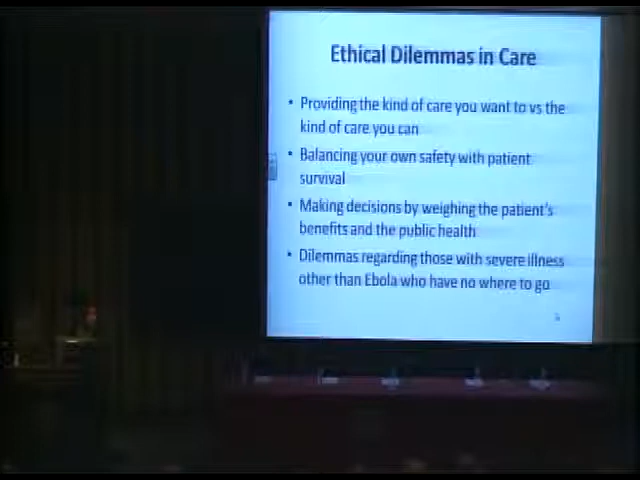 Ethical Dilemmas in Care
• Providing the kind of care you want to vs the
kind of care you can
• Balancing your own safety with patient
survival
• Making decisions by weighing the patient's
benefits and the public health
• Dilemmas regarding those with severe illness
other than Ebola who have no where to go